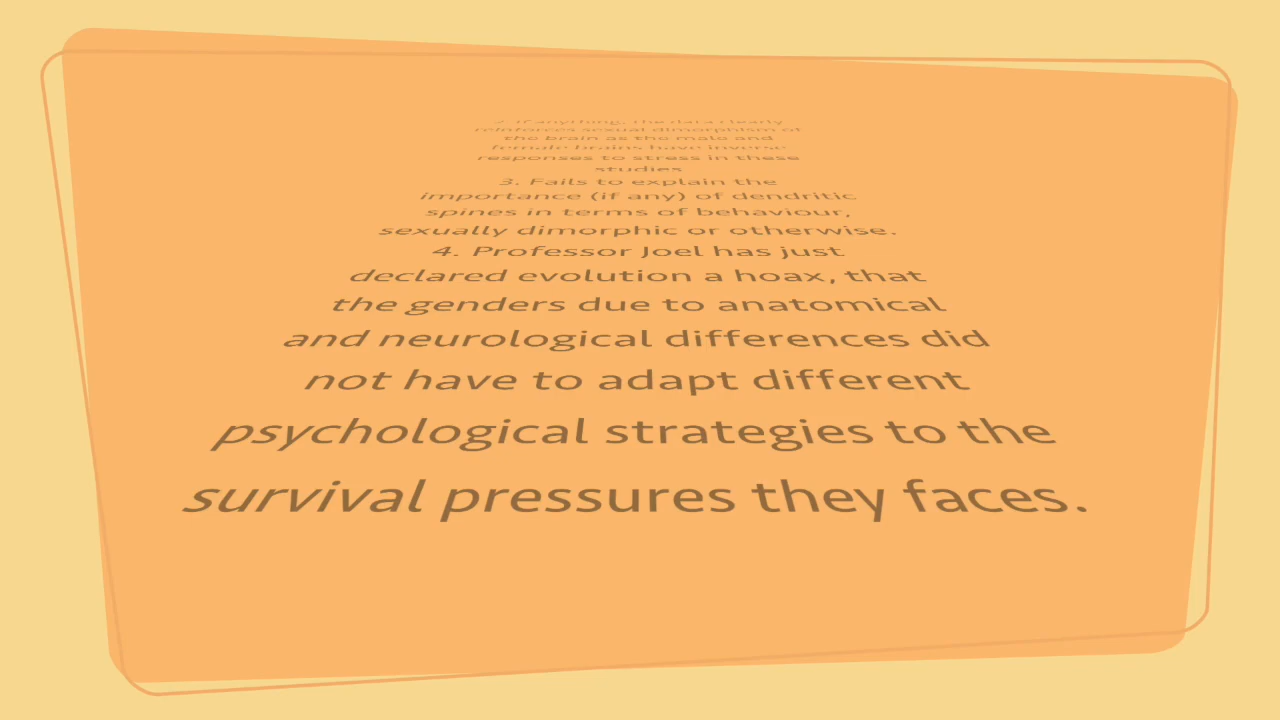 2. If anything, the data clearly
reinforces sexual dimorphism of
the brain as the male and
female brains have inverse
responses to stress in these
studies.
3. Fails to explain the
importance (if any) of dendritic
spines in terms of behaviour,
sexually dimorphic or otherwise.
4. Professor Joel has just
declared evolution a hoax, that
the genders due to anatomical
and neurological differences did
not have to adapt different
psychological strategies to the
survival pressures they faces.